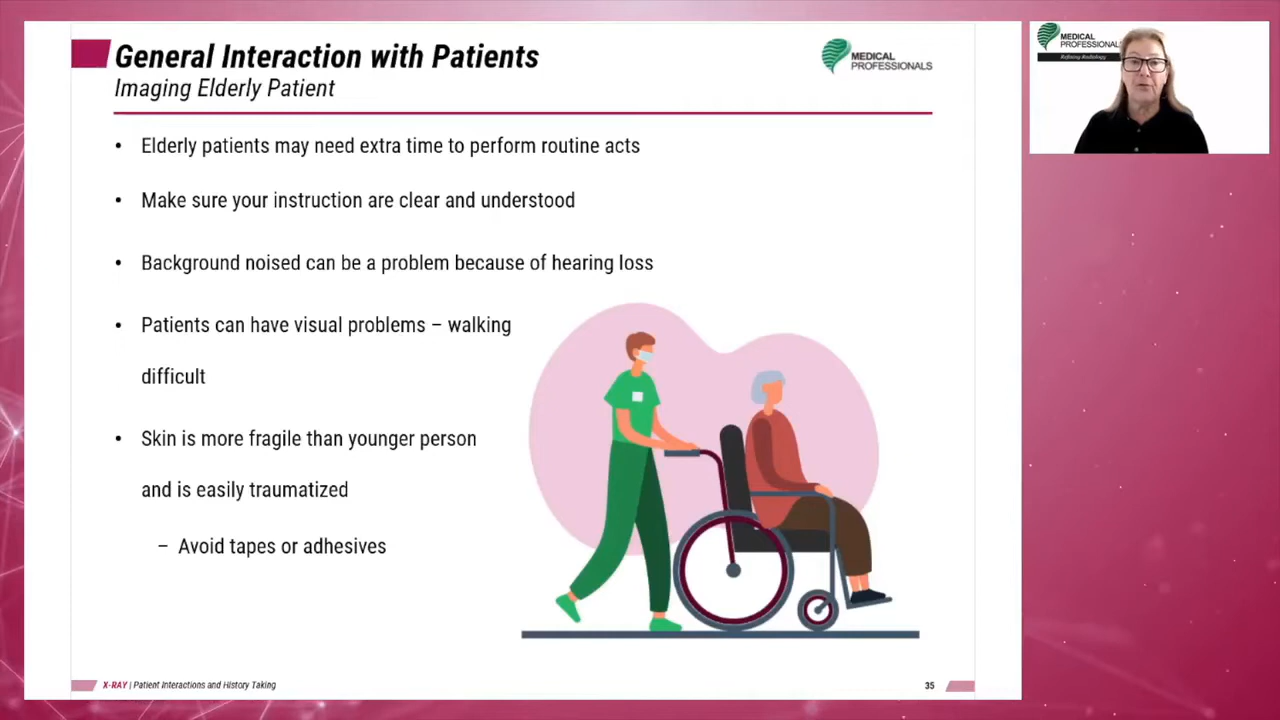 General Interaction with Patients
Imaging Elderly Patient
MEDICAL
PROFESSIONALS
• Elderly patients may need extra time to perform routine acts
• Make sure your instruction are clear and understood
• Background noised can be a problem because of hearing loss
• Patients can have visual problems – walking
difficult
• Skin is more fragile than younger person
and is easily traumatized
– Avoid tapes or adhesives
X-RAY | Patient Interactions and History Taking
35
MEDICAL
PROFESSIONALS
Refining Radiology